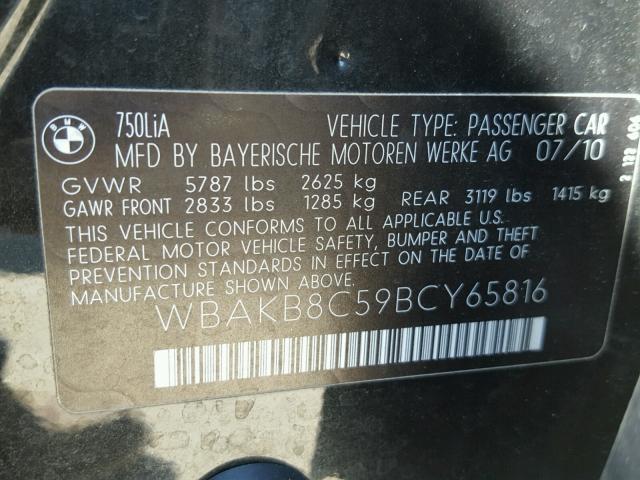 BMW
750LiA VEHICLE TYPE: PASSENGER CAR
MFD BY BAYERISCHE MOTOREN WERKE AG 07/10
GVWR 5787 lbs 2625 kg
GAWR FRONT 2833 lbs 1285 kg REAR 3119 lbs 1415 kg
THIS VEHICLE CONFORMS TO ALL APPLICABLE U.S.
FEDERAL MOTOR VEHICLE SAFETY, BUMPER AND THEFT
PREVENTION STANDARDS IN EFFECT ON THE DATE OF
MANUFACTURE SHOWN ABOVE.
WBAKB8C59BCY65816